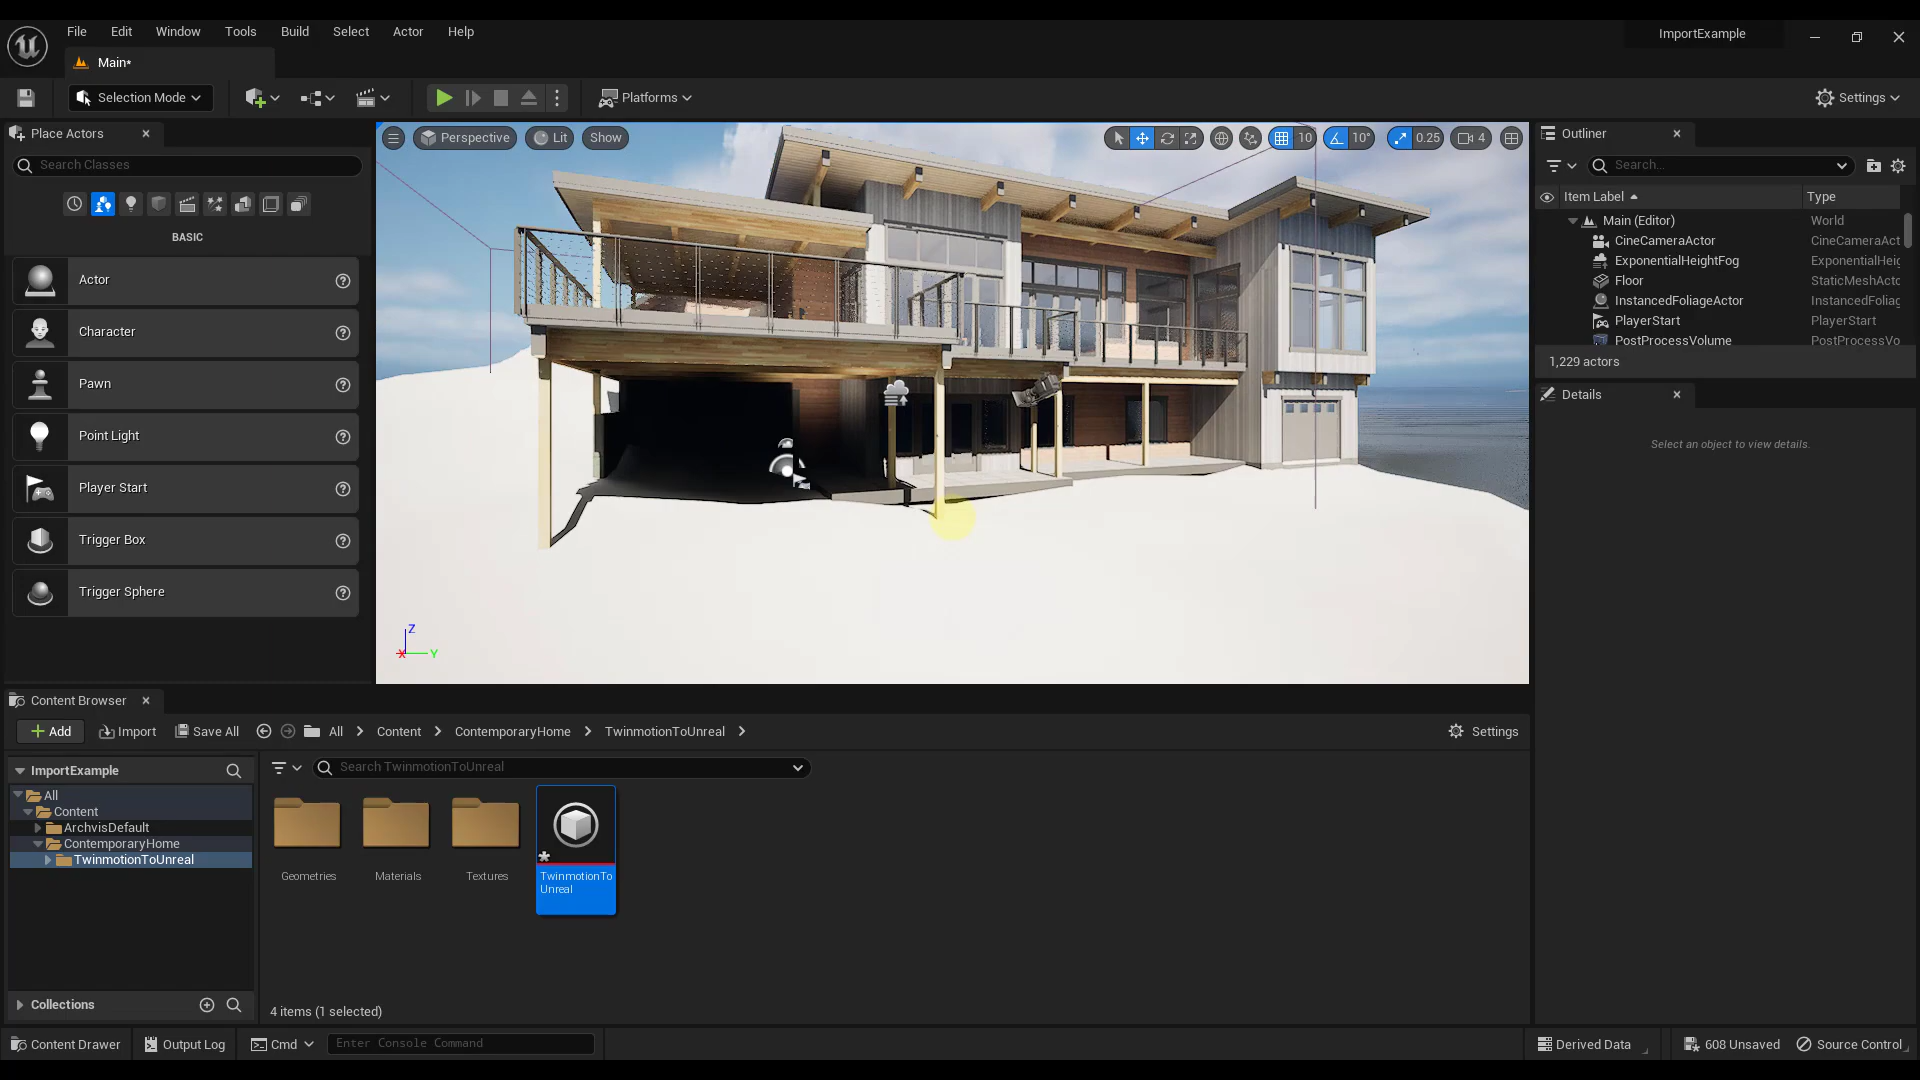 File Edit Window Tools Build Select Actor Help
ImportExample
Main*
Selection Mode
Platforms
Settings
Place Actors
Search Classes
BASIC
Actor
Character
Pawn
Point Light
Player Start
Trigger Box
Trigger Sphere
Perspective Lit Show
10 10° 0.25 4
Z
X Y
Outliner
Search...
Item Label Type
Main (Editor) World
CineCameraActor CineCameraAct
ExponentialHeightFog ExponentialHeig
Floor StaticMeshActo
InstancedFoliageActor InstancedFoliag
PlayerStart PlayerStart
PostProcessVolume PostProcessVo
1,229 actors
Details
Select an object to view details.
Content Browser
Add Import Save All All Content ContemporaryHome TwinmotionToUnreal Settings
ImportExample
All
Content
ArchvisDefault
ContemporaryHome
TwinmotionToUnreal
Collections
Search TwinmotionToUnreal
Geometries
Materials
Textures
TwinmotionTo
Unreal
4 items (1 selected)
Content Drawer Output Log Cmd Enter Console Command Derived Data 608 Unsaved Source Control